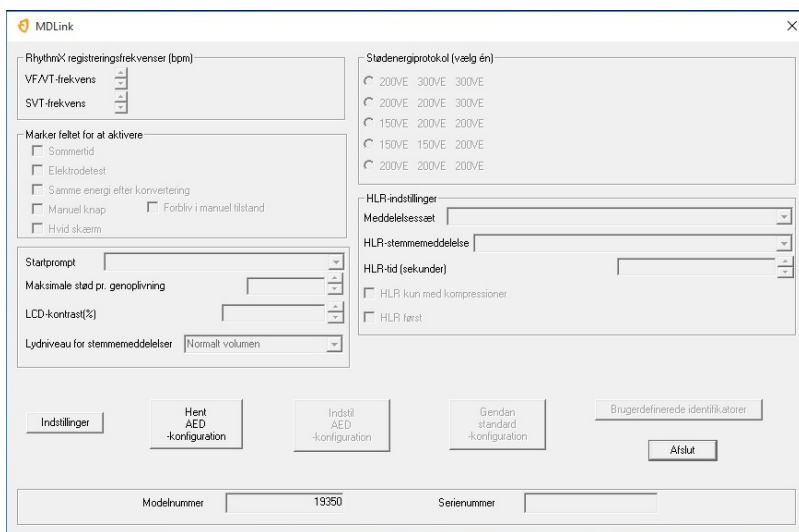 MDLink
RhythmX registreringsfrekvenser (bpm)
VF/VT-frekvens
SVT-frekvens
Marker feltet for at aktivere
Sommertid
Elektrodetest
Samme energi efter konvertering
Manuel knap
Forbliv i manuel tilstand
Hvid skærm
Startprompt
Maksimale stød pr. genoplivning
LCD-kontrast(%)
Lydniveau for stemmemeddelelser
Normalt volumen
Stødenergiprotokol (vælg én)
200VE 300VE 300VE
200VE 200VE 300VE
150VE 200VE 200VE
150VE 150VE 200VE
200VE 200VE 200VE
HLR-indstillinger
Meddelelsessæt
HLR-stemmemeddelelse
HLR-tid (sekunder)
HLR kun med kompressioner
HLR først
Indstillinger
Hent
AED
-konfiguration
Indstil
AED
-konfiguration
Gendan
standard
-konfiguration
Brugerdefinerede identifikatorer
Afslut
Modelnummer
19350
Serienummer